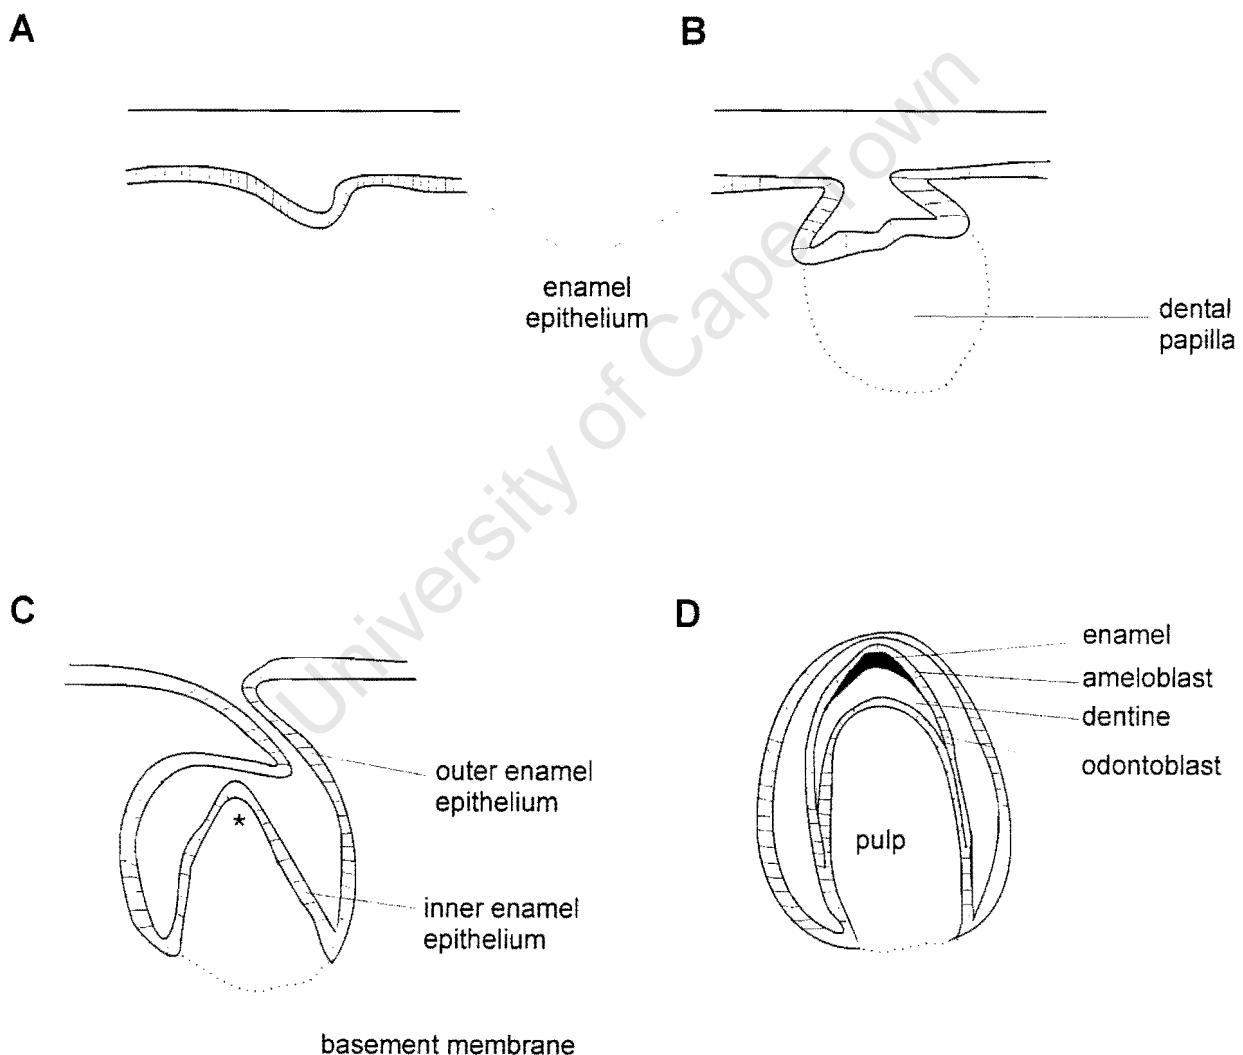 A
B
enamel
epithelium
dental
papilla
University of Cape Town
C
D
enamel
ameloblast
dentine
odontoblast
outer enamel
epithelium
*
pulp
inner enamel
epithelium
basement membrane